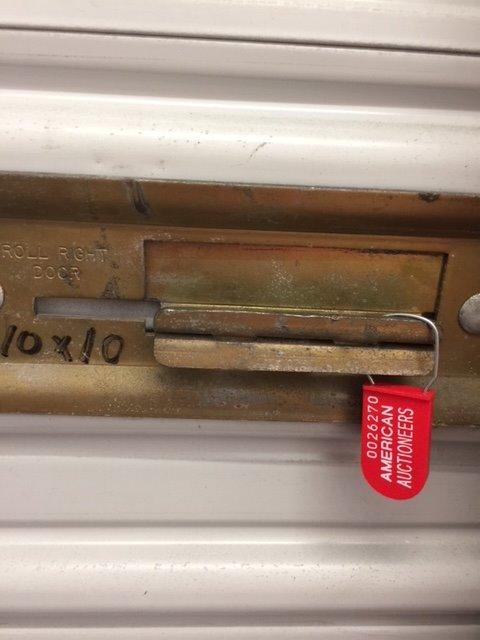 ROLL RIGHT
DOOR
10x10
0026270
AMERICAN
AUCTIONEERS